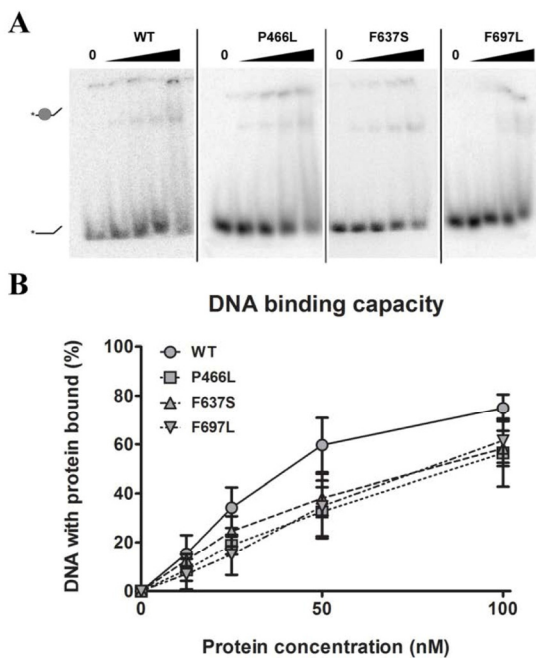 A
WT P466L F637S F697L
0 0 0 0
*
*
B
DNA binding capacity
DNA with protein bound (%)
100
80
60
40
20
0
WT
P466L
F637S
F697L
0 50 100
Protein concentration (nM)